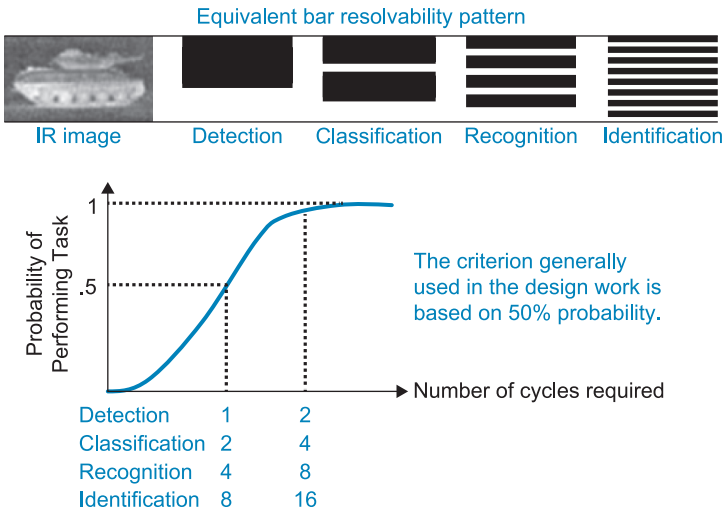 Equivalent bar resolvability pattern
IR image Detection Classification Recognition Identification
1
.5
Probability of
Performing Task
The criterion generally
used in the design work is
based on 50% probability.
Number of cycles required
Detection 1 2
Classification 2 4
Recognition 4 8
Identification 8 16